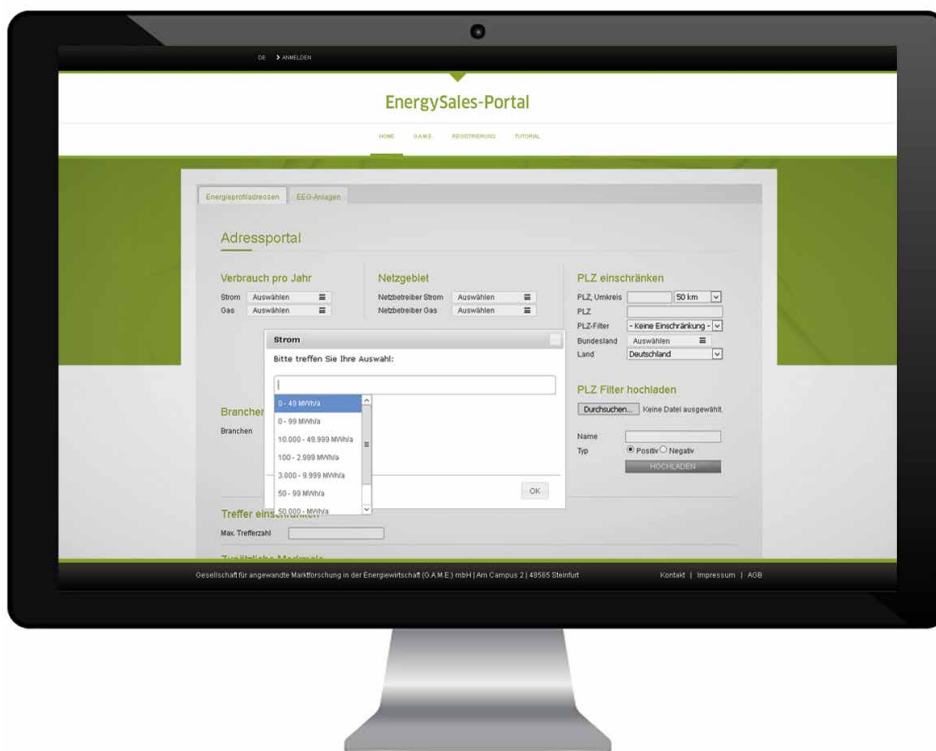 DE > ANMELDEN
EnergySales-Portal
HOME G.A.M.E. REGISTRIERUNG TUTORIAL
Energieprofiladressen EEG-Anlagen
Adressportal
Verbrauch pro Jahr
Strom Auswählen
Gas Auswählen
Netzgebiet
Netzbetreiber Strom Auswählen
Netzbetreiber Gas Auswählen
PLZ einschränken
PLZ, Umkreis 50 km
PLZ
PLZ-Filter - Keine Einschränkung -
Bundesland Auswählen
Land Deutschland
Strom
Bitte treffen Sie Ihre Auswahl:
0 - 49 MWh/a
0 - 99 MWh/a
10.000 - 49.999 MWh/a
100 - 2.999 MWh/a
3.000 - 9.999 MWh/a
50 - 99 MWh/a
50.000 - MWh/a
OK
PLZ Filter hochladen
Durchsuchen... Keine Datei ausgewählt.
Name
Typ Positiv Negativ
HOCHLADEN
Branchen
Branchen
Treffer einschränken
Max. Trefferzahl
Zusätzliche Merkmale
Gesellschaft für angewandte Marktforschung in der Energiewirtschaft (G.A.M.E.) mbH | Am Campus 2 | 48565 Steinfurt
Kontakt | Impressum | AGB